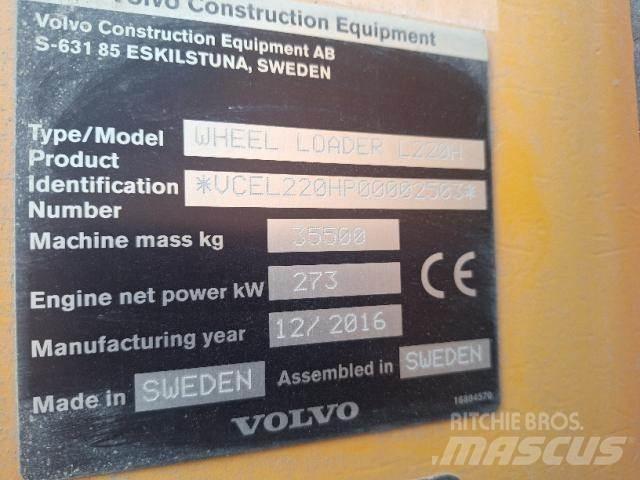 Volvo Construction Equipment
Volvo Construction Equipment AB
S-631 85 ESKILSTUNA, SWEDEN
Type/Model WHEEL LOADER L220H
Product
Identification *VCEL220HP00002503*
Number
Machine mass kg 35500
Engine net power kW 273
Manufacturing year 12/2016
Made in SWEDEN Assembled in SWEDEN
16884570
VOLVO
RITCHIE BROS.
MASCUS